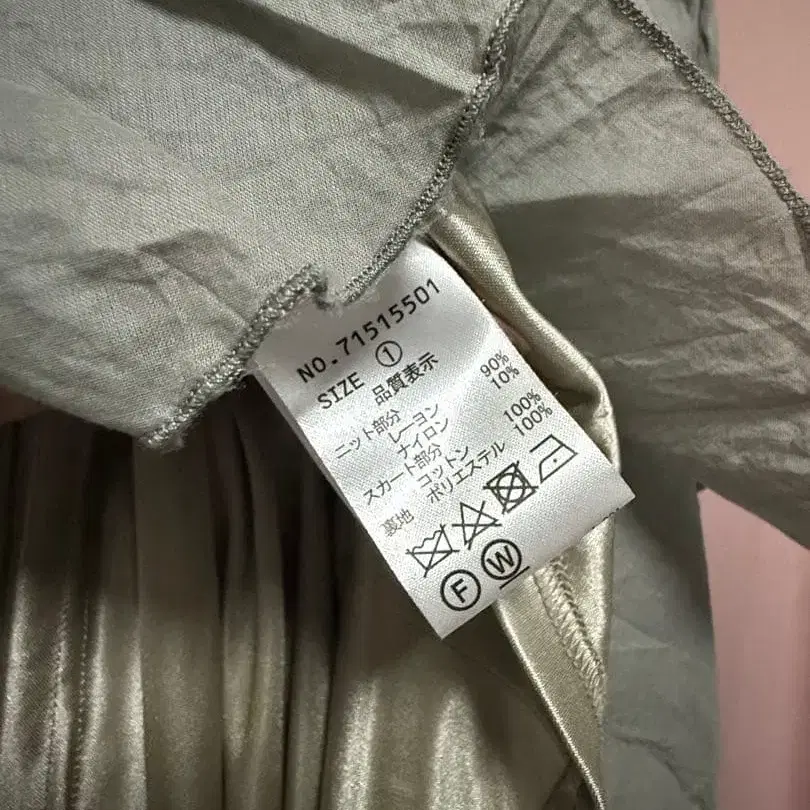 NO.71515501
SIZE ①
品質表示
ニット部分
レーヨン 90%
ナイロン 10%
スカート部分
コットン 100%
裏地 ポリエステル 100%
F W